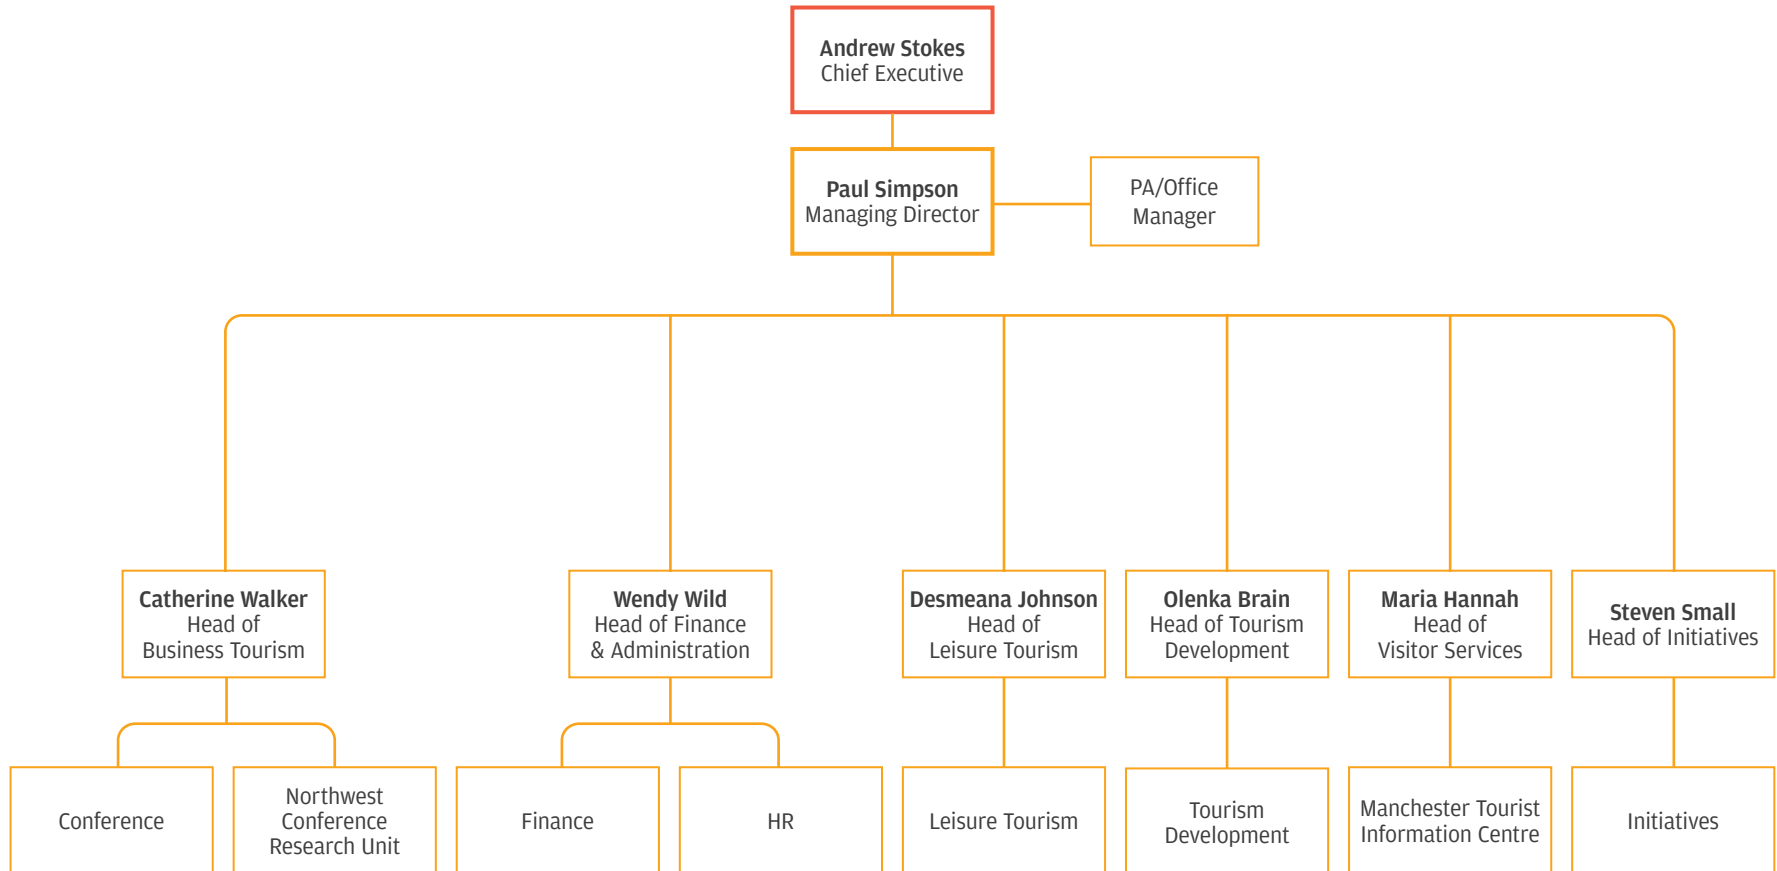 Andrew Stokes
Chief Executive
Paul Simpson
Managing Director
PA/Office
Manager
Catherine Walker
Head of
Business Tourism
Wendy Wild
Head of Finance
& Administration
Desmeana Johnson
Head of
Leisure Tourism
Olenka Brain
Head of Tourism
Development
Maria Hannah
Head of
Visitor Services
Steven Small
Head of Initiatives
Conference
Northwest
Conference
Research Unit
Finance
HR
Leisure Tourism
Tourism
Development
Manchester Tourist
Information Centre
Initiatives